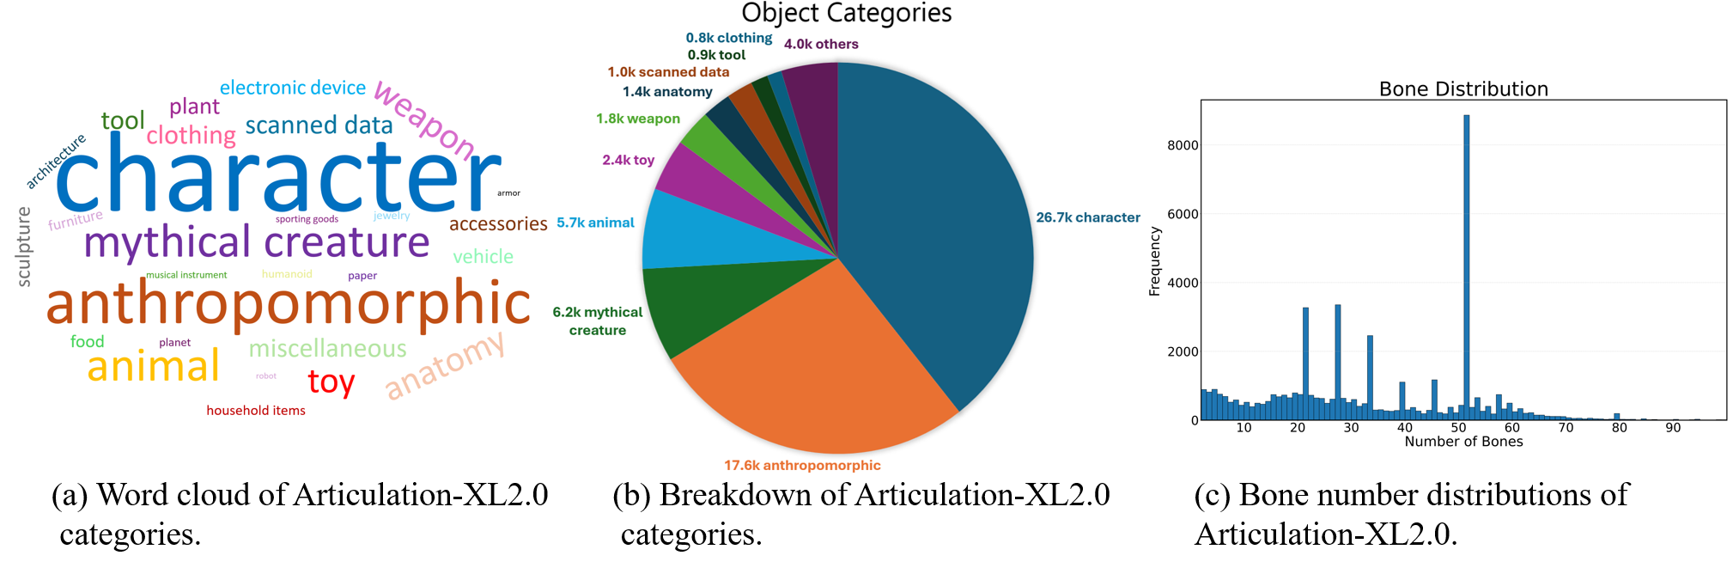 electronic device
weapon
plant
tool
clothing
scanned data
architecture
character
armor
sculpture
furniture
sporting goods
jewelry
accessories
mythical creature
vehicle
musical instrument
humanoid
paper
anthropomorphic
food
planet
miscellaneous
anatomy
animal
robot
toy
household items
(a) Word cloud of Articulation-XL2.0
categories.
Object Categories
0.8k clothing
4.0k others
0.9k tool
1.0k scanned data
1.4k anatomy
1.8k weapon
2.4k toy
5.7k animal
26.7k character
6.2k mythical
creature
17.6k anthropomorphic
(b) Breakdown of Articulation-XL2.0
categories.
Bone Distribution
8000
6000
4000
2000
0
Frequency
10 20 30 40 50 60 70 80 90
Number of Bones
(c) Bone number distributions of
Articulation-XL2.0.